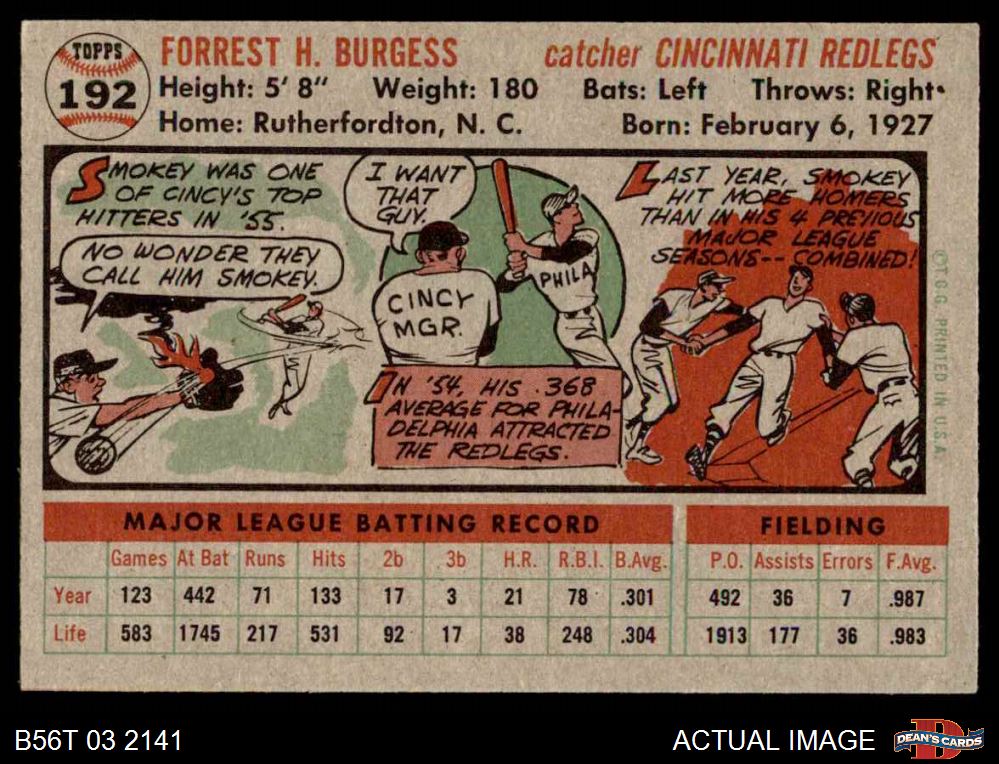 TOPPS
192
FORREST H. BURGESS
catcher CINCINNATI REDLEGS
Height: 5' 8" Weight: 180 Bats: Left Throws: Right
Home: Rutherfordton, N. C. Born: February 6, 1927
SMOKEY WAS ONE
OF CINCY'S TOP
HITTERS IN '55.
NO WONDER THEY
CALL HIM SMOKEY.
I WANT
THAT
GUY.
CINCY
MGR.
PHILA
IN '54, HIS .368
AVERAGE FOR PHILA-
DELPHIA ATTRACTED
THE REDLEGS.
LAST YEAR, SMOKEY
HIT MORE HOMERS
THAN IN HIS 4 PREVIOUS
MAJOR LEAGUE
SEASONS-- COMBINED!
©T.C.G. PRINTED IN U.S.A.
MAJOR LEAGUE BATTING RECORD FIELDING
Games At Bat Runs Hits 2b 3b H.R. R.B.I. B.Avg. P.O. Assists Errors F.Avg.
Year 123 442 71 133 17 3 21 78 .301 492 36 7 .987
Life 583 1745 217 531 92 17 38 248 .304 1913 177 36 .983
B56T 03 2141
ACTUAL IMAGE
DEAN'S CARDS